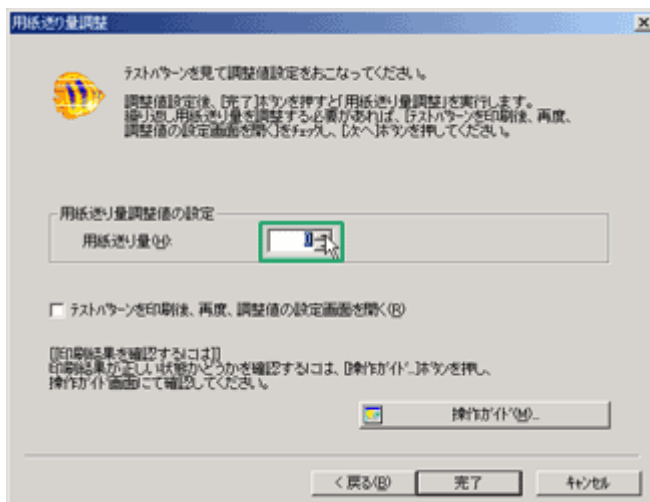 用紙送り量調整
テストパターンを見て調整値設定をおこなってください。
調整値設定後、[完了]ボタンを押すと「用紙送り量調整」を実行します。
繰り返し用紙送り量を調整する必要があれば、[テストパターンを印刷後、再度、
調整値の設定画面を開く]をチェックし、[次へ]ボタンを押してください。
用紙送り量調整値の設定
用紙送り量(H):
0
テストパターンを印刷後、再度、調整値の設定画面を開く(R)
[[印刷結果を確認するには]]
印刷結果が正しい状態かどうかを確認するには、[操作ガイド...]ボタンを押し、
操作ガイド画面にて確認してください。
操作ガイド(M)...
< 戻る(B)
完了
キャンセル